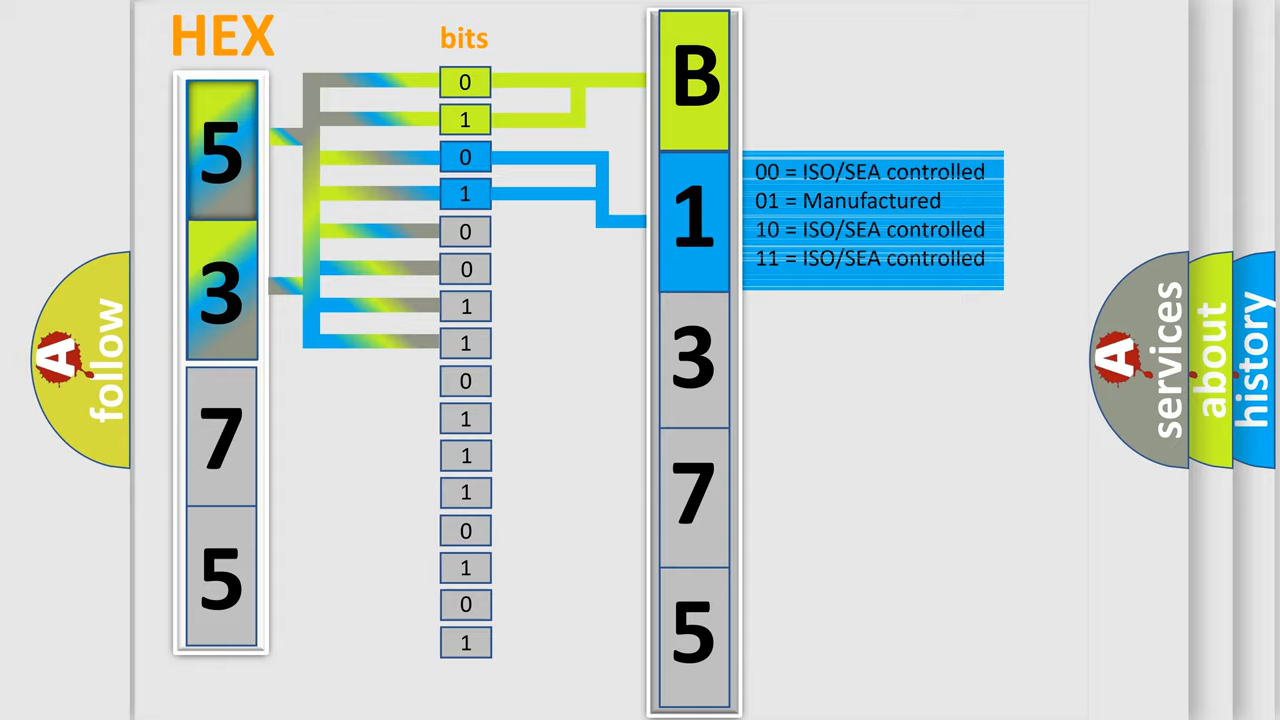 HEX
bits
5
3
7
5
0
1
0
1
0
0
1
1
0
1
1
1
0
1
0
1
B
1
3
7
5
00 = ISO/SEA controlled
01 = Manufactured
10 = ISO/SEA controlled
11 = ISO/SEA controlled
A
follow
A
services
about
history